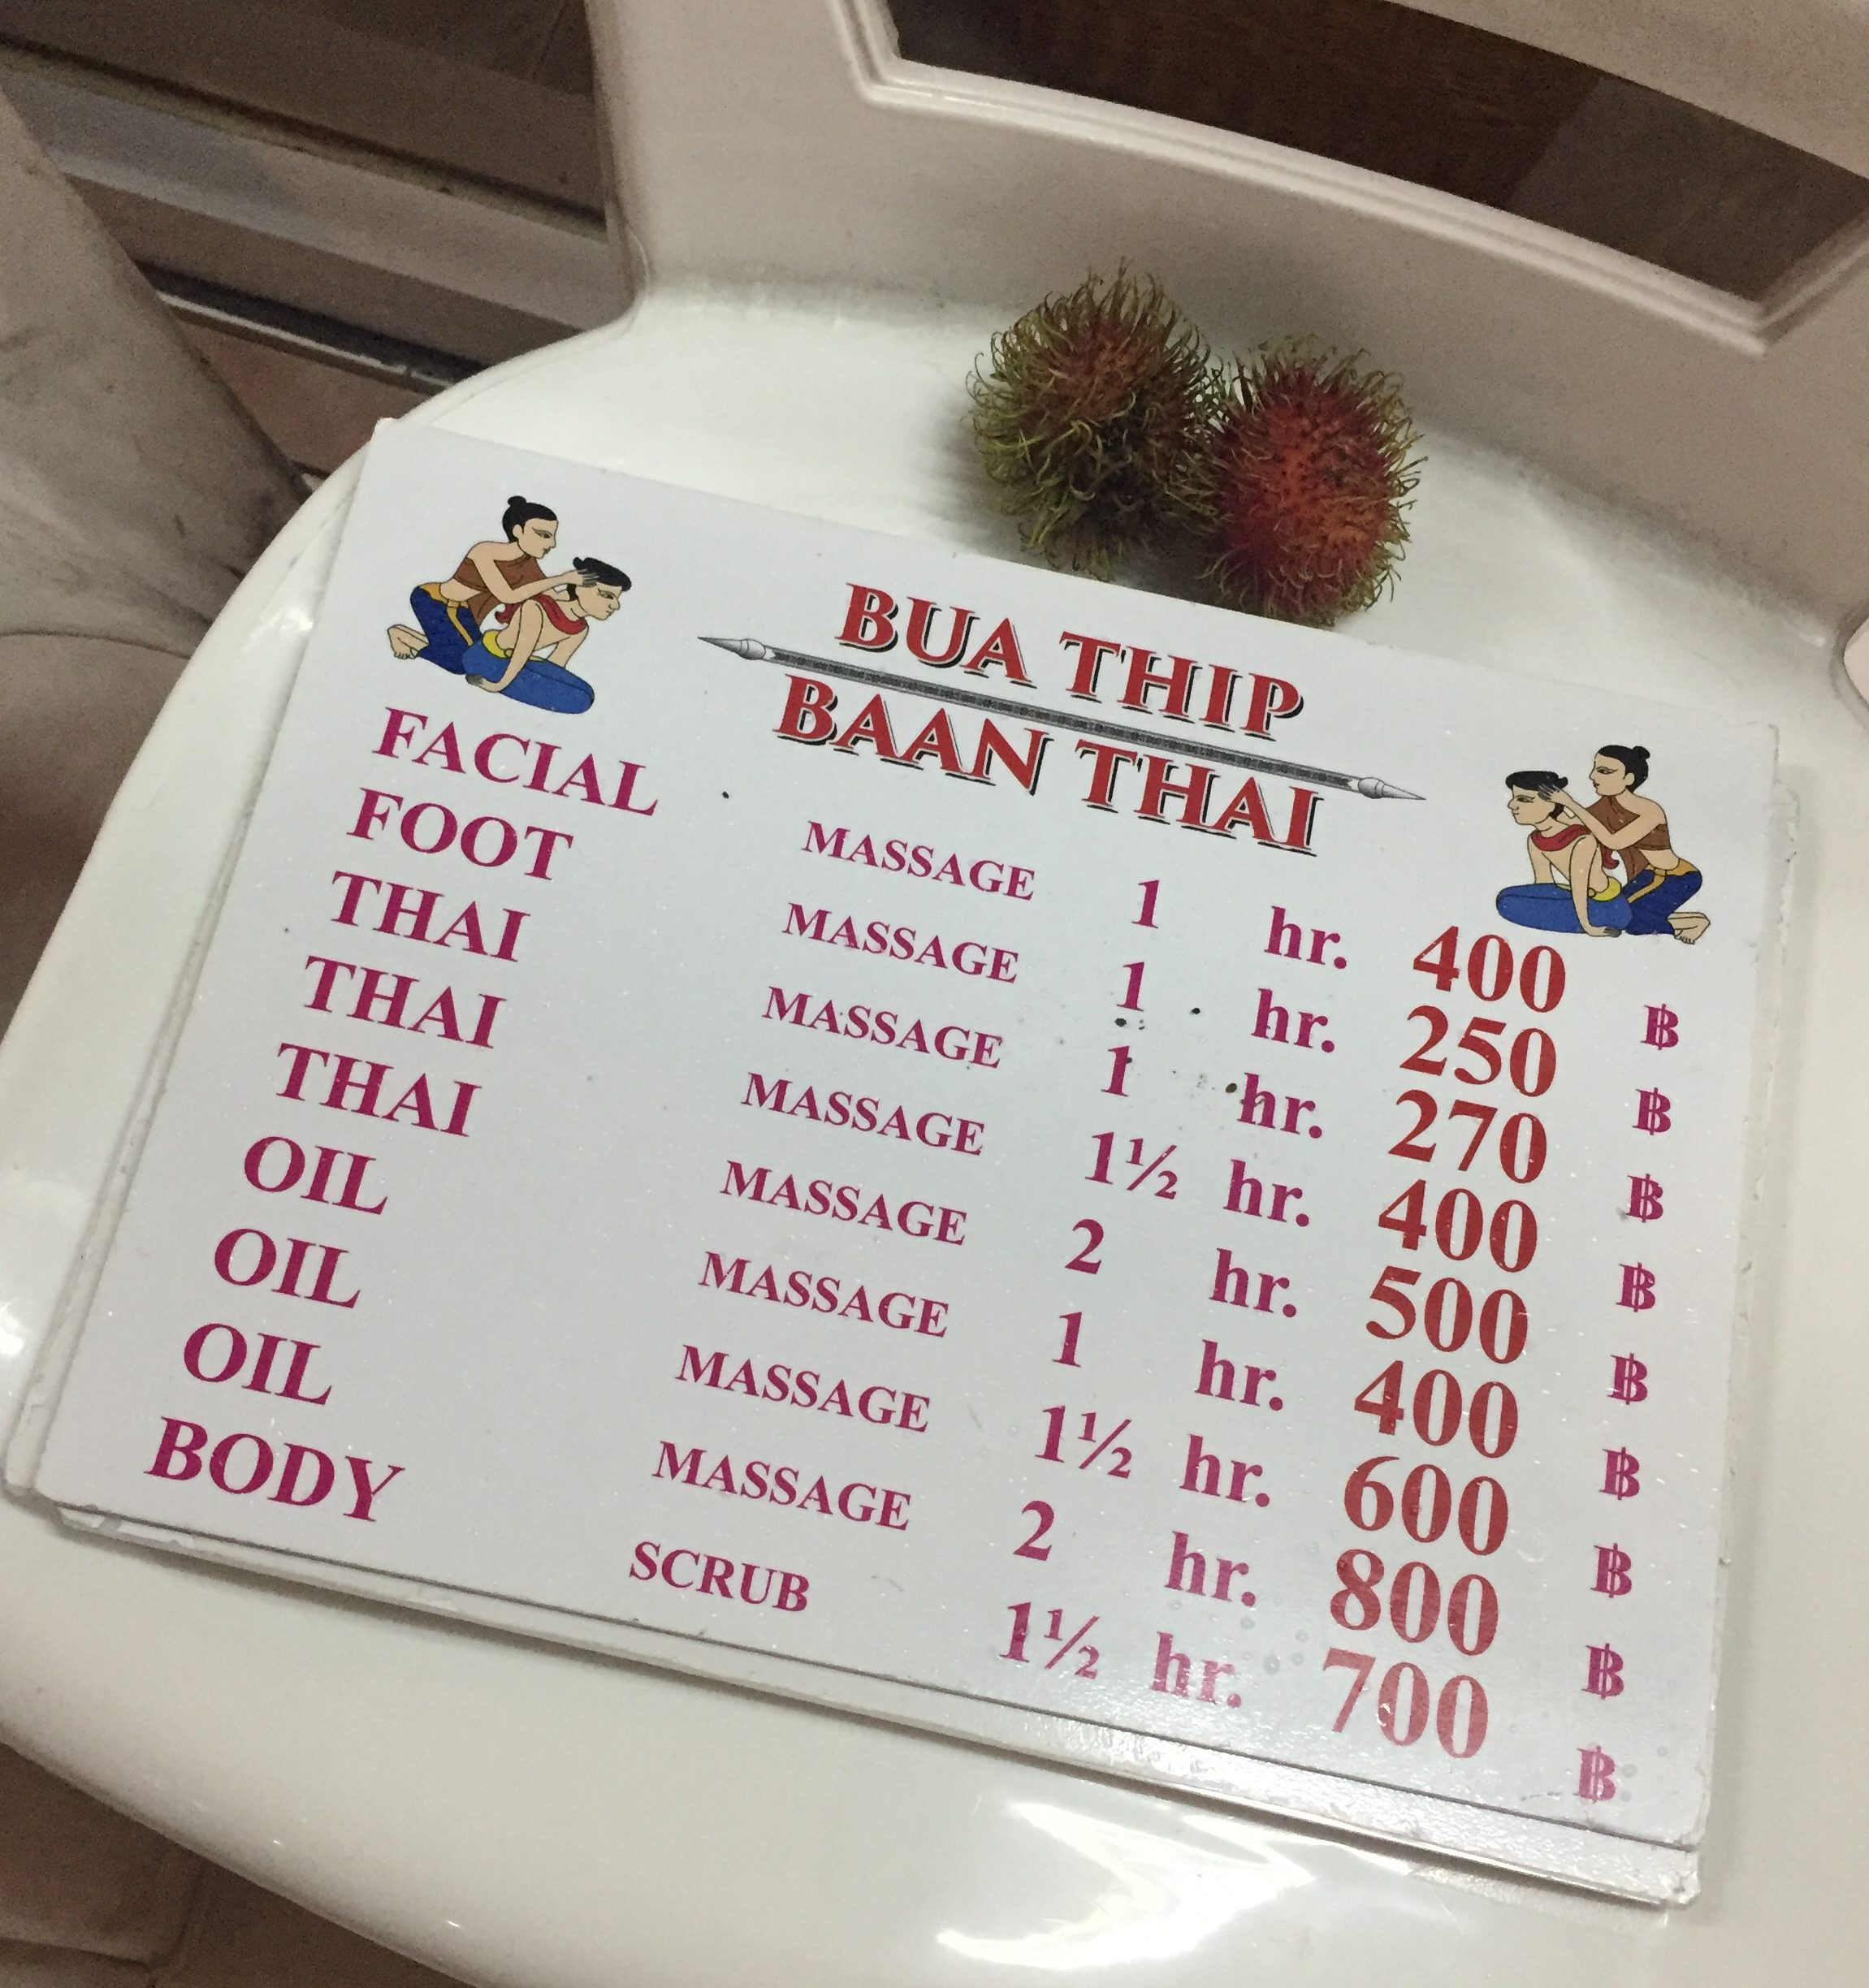 BUA THIP
BAAN THAI
FACIAL MASSAGE 1 hr. 400 ฿
FOOT MASSAGE 1 hr. 250 ฿
THAI MASSAGE 1 hr. 270 ฿
THAI MASSAGE 1½ hr. 400 ฿
THAI MASSAGE 2 hr. 500 ฿
OIL MASSAGE 1 hr. 400 ฿
OIL MASSAGE 1½ hr. 600 ฿
OIL MASSAGE 2 hr. 800 ฿
BODY SCRUB 1½ hr. 700 ฿